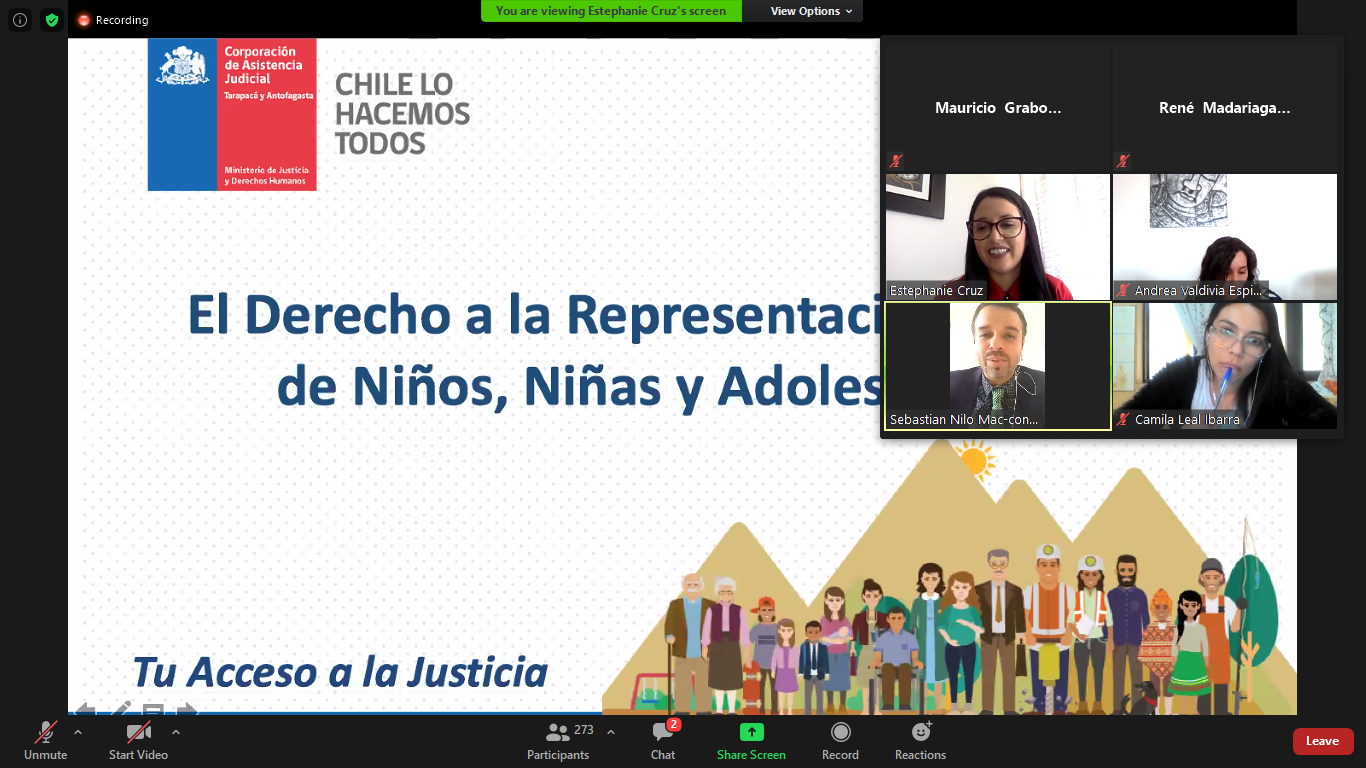 Recording
You are viewing Estephanie Cruz's screen
View Options
Corporación
de Asistencia
Judicial
Tarapacá y Antofagasta
Ministerio de Justicia
y Derechos Humanos
CHILE LO
HACEMOS
TODOS
Mauricio Grabo...
René Madariaga...
Estephanie Cruz
Andrea Valdivia Espi...
Sebastian Nilo Mac-con...
Camila Leal Ibarra
El Derecho a la Representaci
de Niños, Niñas y Adoles
Tu Acceso a la Justicia
Unmute
Start Video
273
Participants
2
Chat
Share Screen
Record
Reactions
Leave